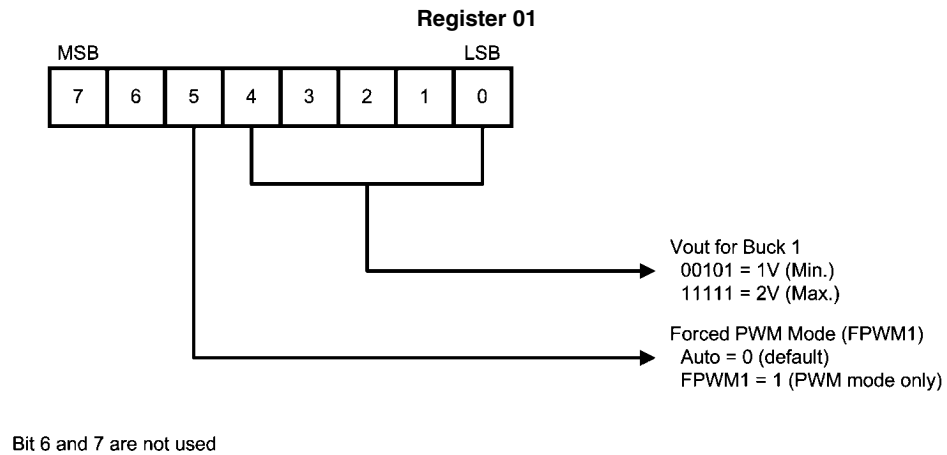 Register 01
MSB LSB
7 6 5 4 3 2 1 0
Vout for Buck 1
00101 = 1V (Min.)
11111 = 2V (Max.)
Forced PWM Mode (FPWM1)
Auto = 0 (default)
FPWM1 = 1 (PWM mode only)
Bit 6 and 7 are not used